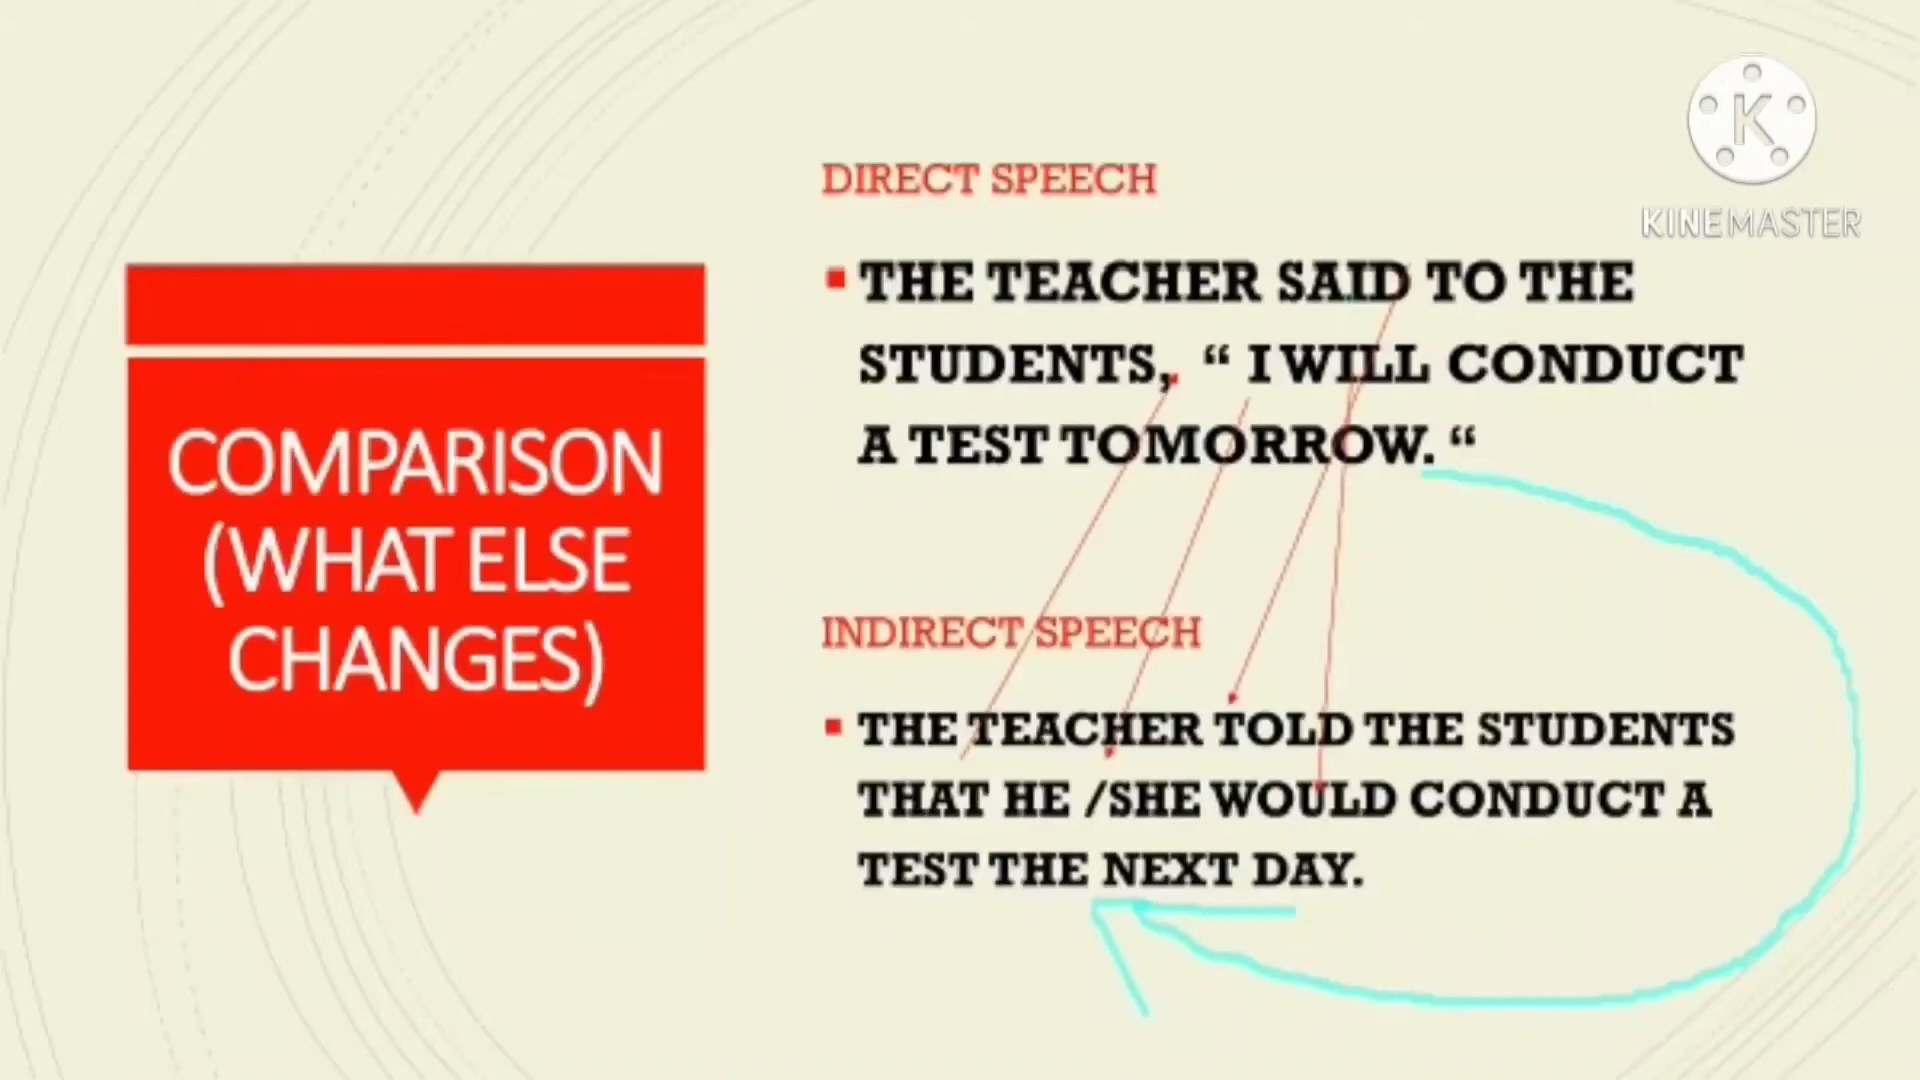 K
KINEMASTER
DIRECT SPEECH
THE TEACHER SAID TO THE
STUDENTS, “ I WILL CONDUCT
A TEST TOMORROW. “
COMPARISON
(WHAT ELSE
CHANGES)
INDIRECT SPEECH
THE TEACHER TOLD THE STUDENTS
THAT HE /SHE WOULD CONDUCT A
TEST THE NEXT DAY.